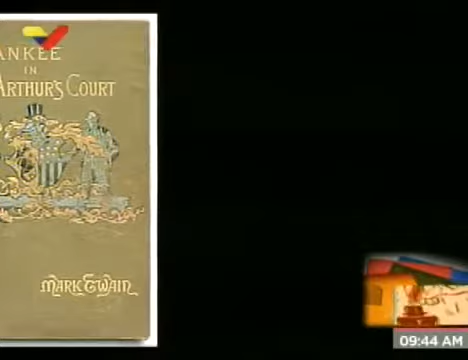 ANKEE
IN
ARTHUR'S COURT
MARK TWAIN
09:44 AM